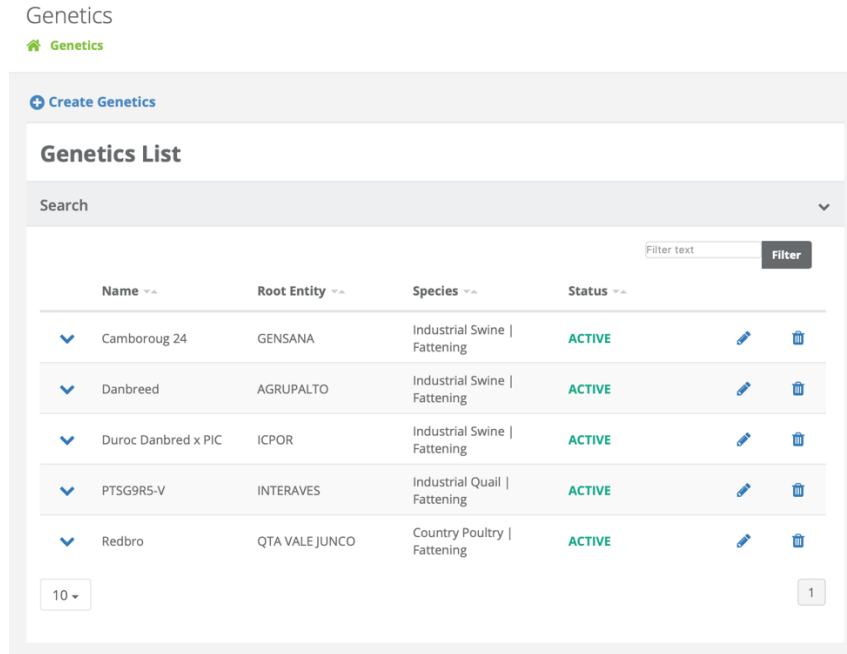 Genetics
Genetics
Create Genetics
Genetics List
Search
Filter text Filter
Name Root Entity Species Status
Camboroug 24 GENSANA Industrial Swine | Fattening ACTIVE
Danbreed AGRUPALTO Industrial Swine | Fattening ACTIVE
Duroc Danbred x PIC ICPOR Industrial Swine | Fattening ACTIVE
PTSG9R5-V INTERAVES Industrial Quail | Fattening ACTIVE
Redbro QTA VALE JUNCO Country Poultry | Fattening ACTIVE
10 1